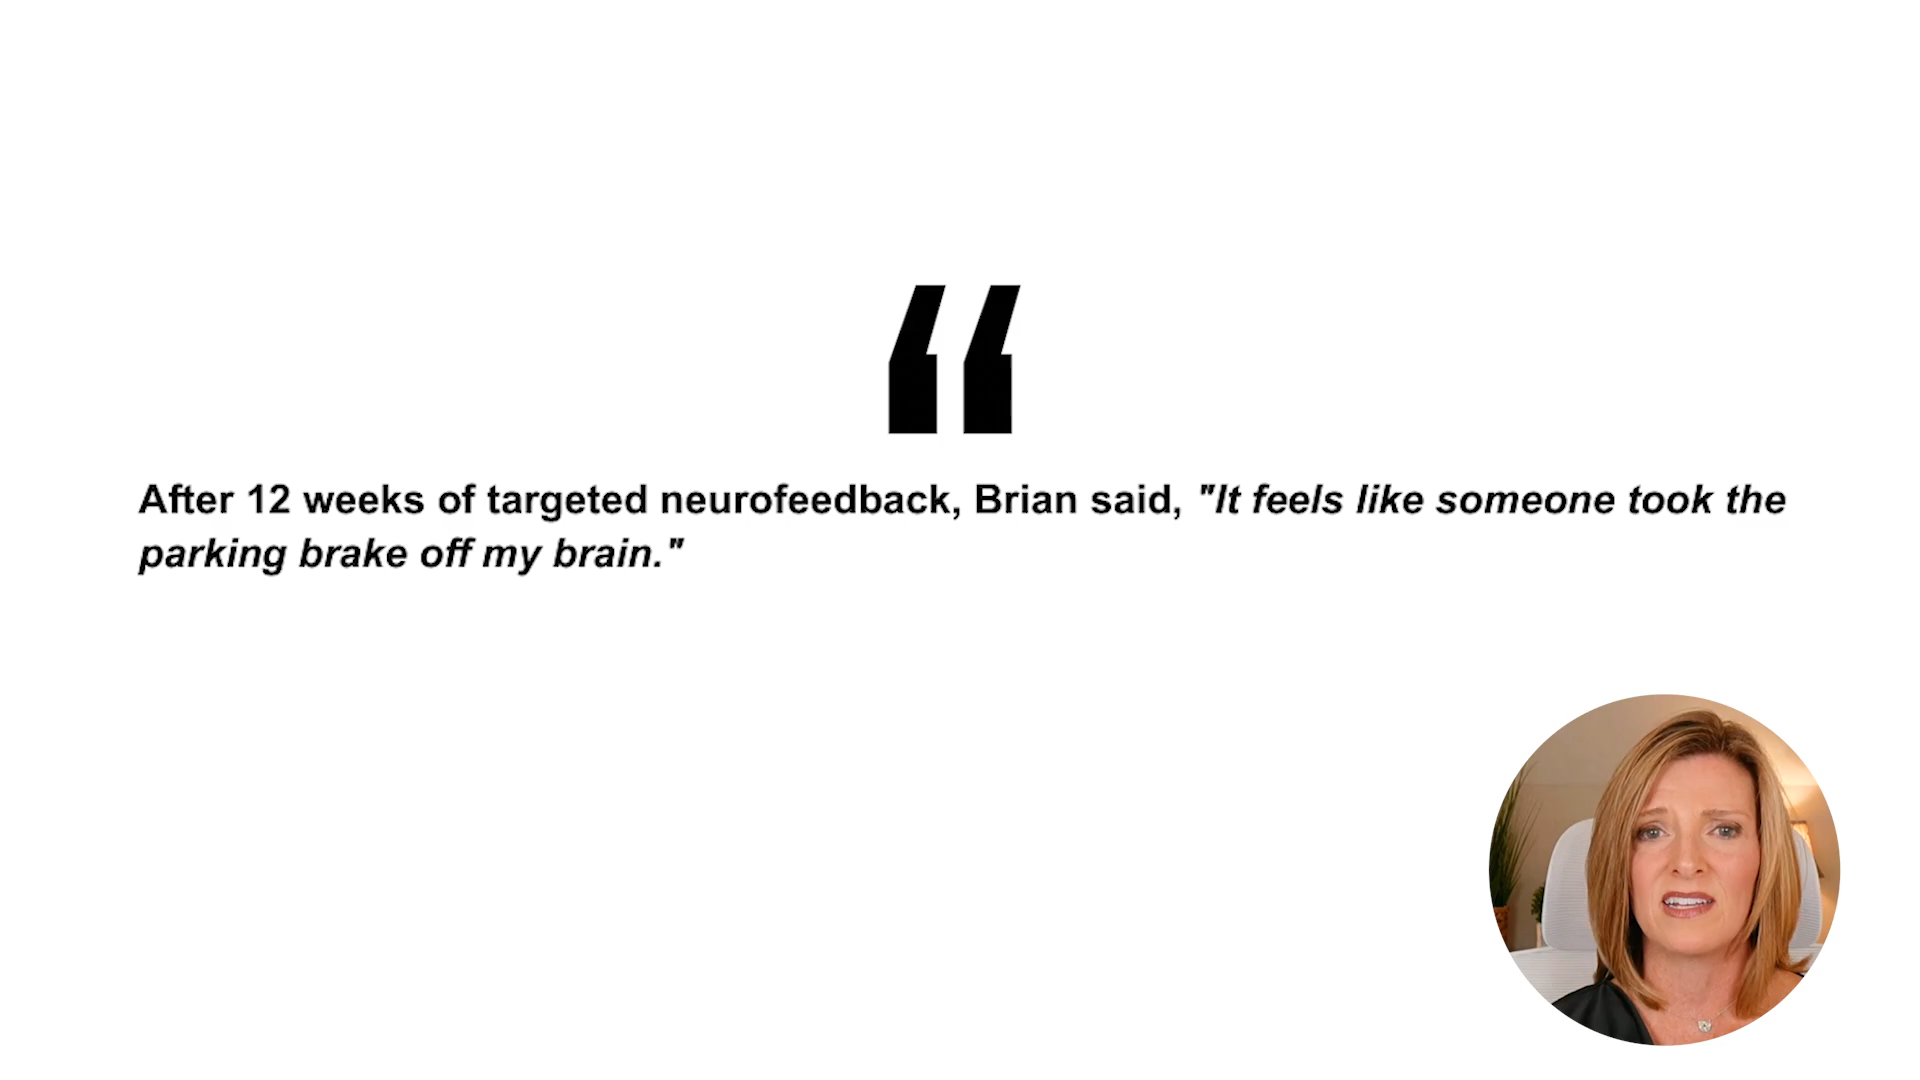 “
After 12 weeks of targeted neurofeedback, Brian said, "It feels like someone took the
parking brake off my brain."